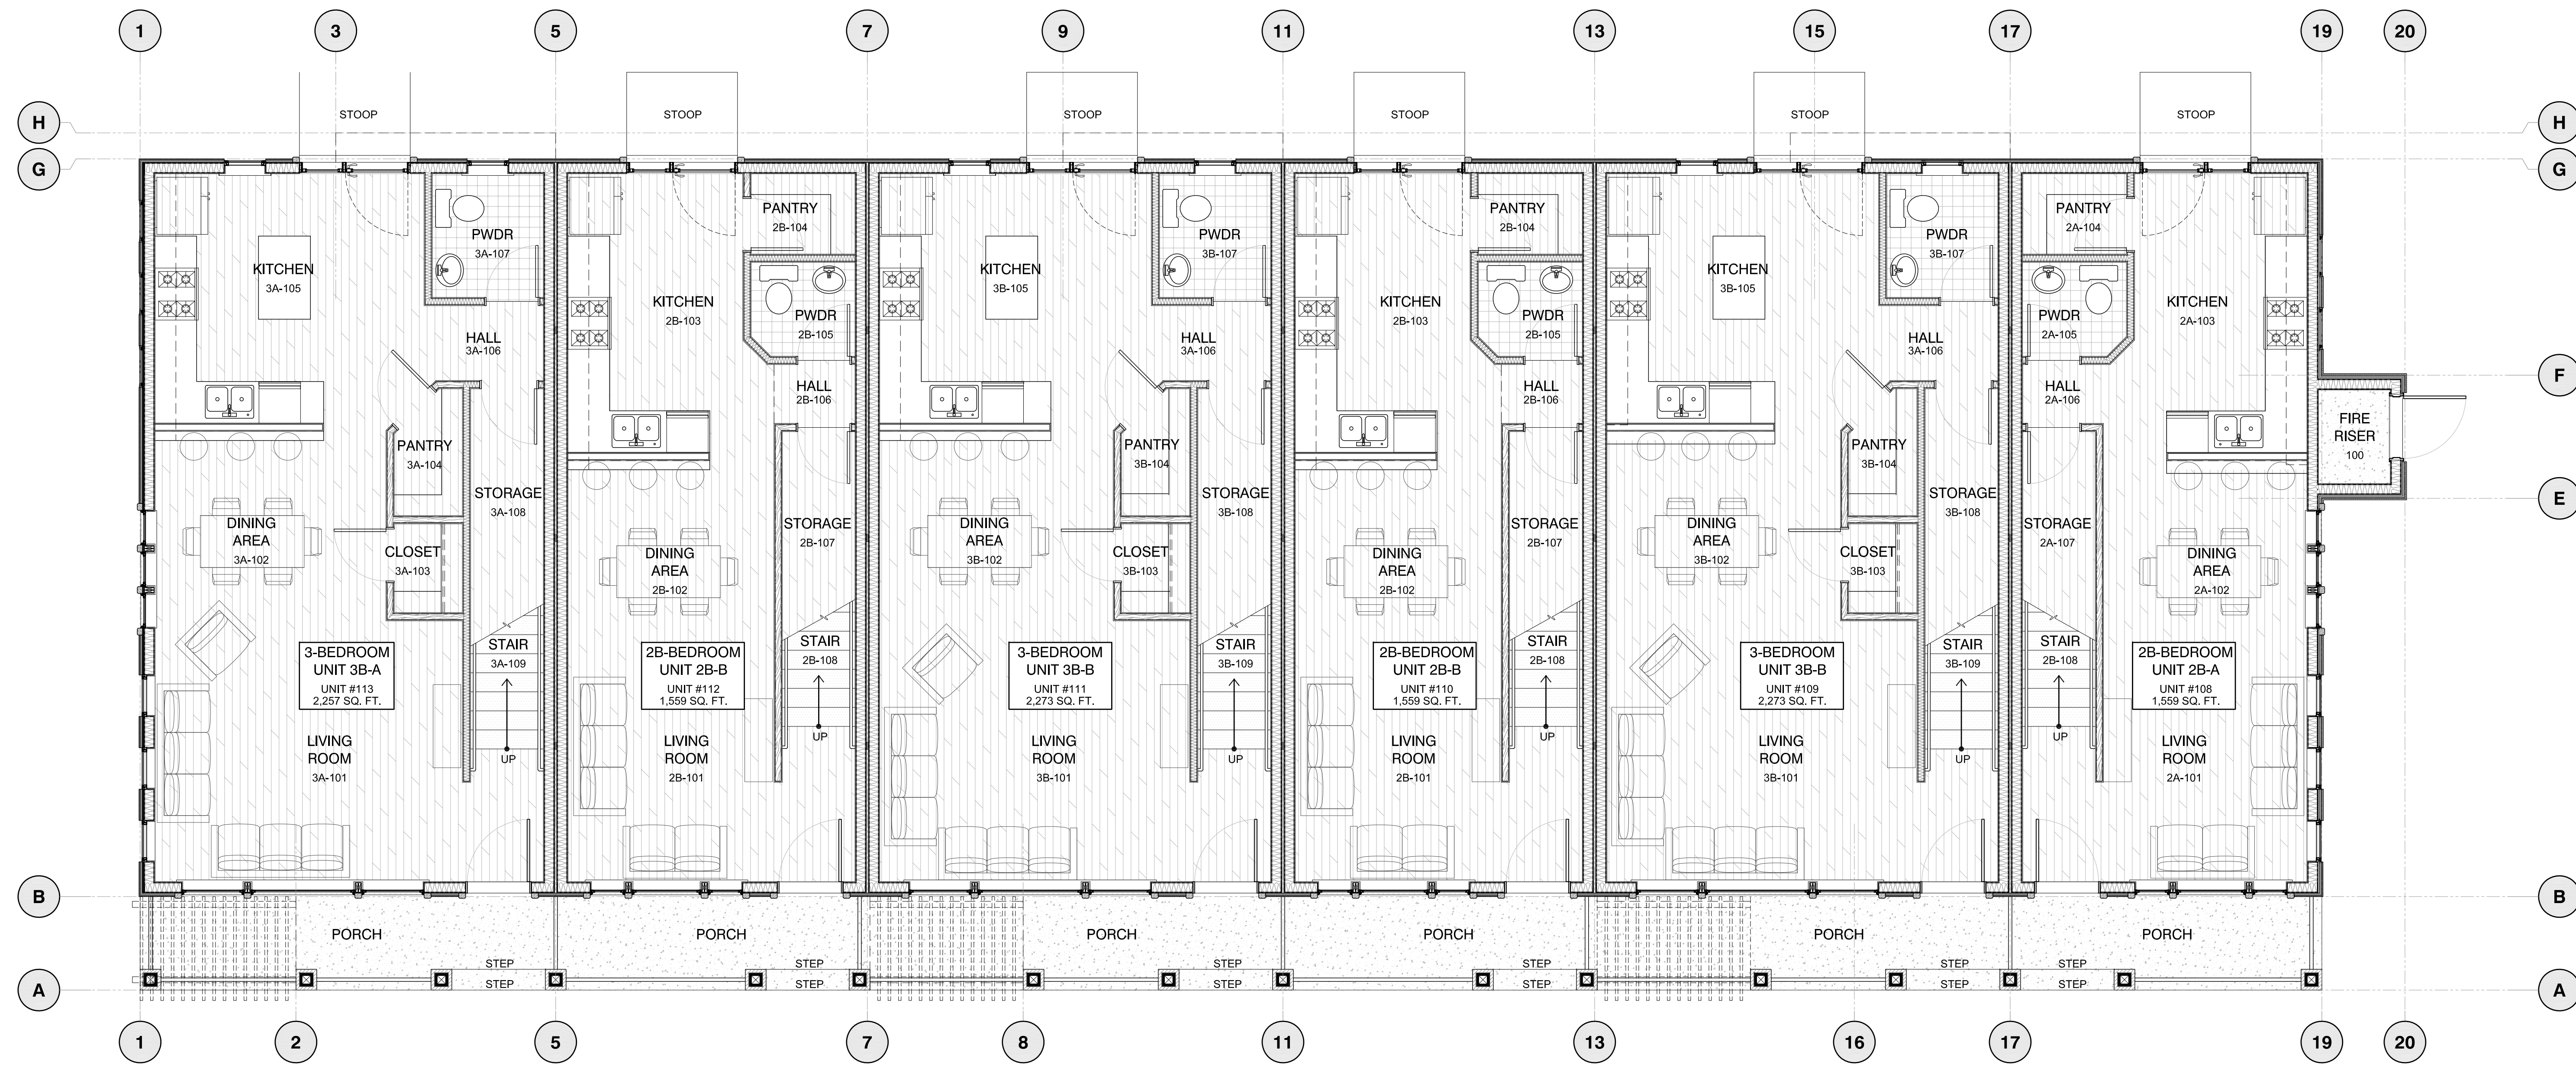 1 3 5 7 9 11 13 15 17 19 20
STOOP STOOP STOOP STOOP STOOP STOOP
H H
G G
PANTRY
2B-104
PANTRY
2B-104
PANTRY
2A-104
PWDR
3A-107
PWDR
3B-107
PWDR
3B-107
KITCHEN
3A-105
KITCHEN
3B-105
KITCHEN
3B-105
KITCHEN
2B-103
KITCHEN
2B-103
KITCHEN
2A-103
PWDR
2B-105
PWDR
2B-105
PWDR
2A-105
HALL
3A-106
HALL
3A-106
HALL
3A-106
F
HALL
2B-106
HALL
2B-106
HALL
2A-106
FIRE
RISER
100
PANTRY
3A-104
PANTRY
3B-104
PANTRY
3B-104
STORAGE
3A-108
STORAGE
3B-108
STORAGE
3B-108
E
STORAGE
2B-107
STORAGE
2B-107
STORAGE
2A-107
DINING
AREA
3A-102
DINING
AREA
3B-102
DINING
AREA
3B-102
CLOSET
3A-103
CLOSET
3B-103
CLOSET
3B-103
DINING
AREA
2B-102
DINING
AREA
2B-102
DINING
AREA
2A-102
3-BEDROOM
UNIT 3B-A
UNIT #113
2,257 SQ. FT.
STAIR
3A-109
2B-BEDROOM
UNIT 2B-B
UNIT #112
1,559 SQ. FT.
STAIR
2B-108
3-BEDROOM
UNIT 3B-B
UNIT #111
2,273 SQ. FT.
STAIR
3B-109
2B-BEDROOM
UNIT 2B-B
UNIT #110
1,559 SQ. FT.
STAIR
2B-108
3-BEDROOM
UNIT 3B-B
UNIT #109
2,273 SQ. FT.
STAIR
3B-109
STAIR
2B-108
2B-BEDROOM
UNIT 2B-A
UNIT #108
1,559 SQ. FT.
LIVING
ROOM
3A-101
UP
LIVING
ROOM
2B-101
UP
LIVING
ROOM
3B-101
UP
LIVING
ROOM
2B-101
UP
LIVING
ROOM
3B-101
UP
UP
LIVING
ROOM
2A-101
B B
PORCH PORCH PORCH PORCH PORCH PORCH
STEP STEP STEP STEP STEP STEP
STEP STEP STEP STEP STEP STEP
A A
1 2 5 7 8 11 13 16 17 19 20